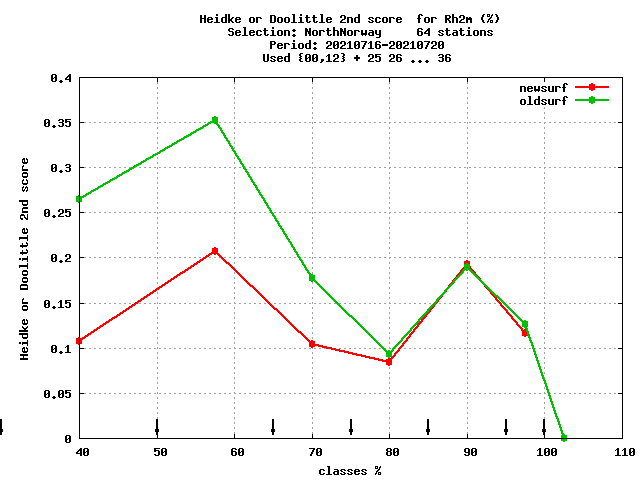 Heidke or Doolittle 2nd score  for Rh2m (%)
Selection: NorthNorway     64 stations
Period: 20210716-20210720
Used {00,12} + 25 26 ... 36
newsurf
oldsurf
Heidke or Doolittle 2nd score
0.4
0.35
0.3
0.25
0.2
0.15
0.1
0.05
0
40 50 60 70 80 90 100 110
classes %